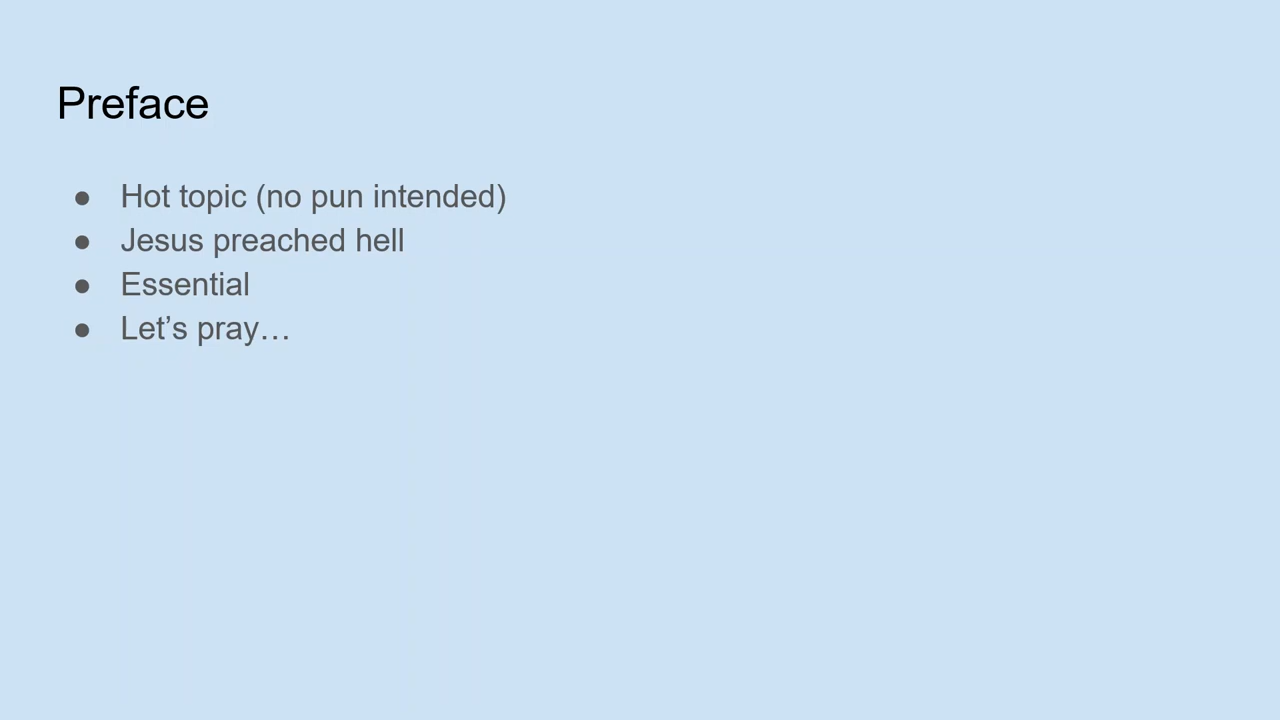 Preface
● Hot topic (no pun intended)
● Jesus preached hell
● Essential
● Let’s pray…